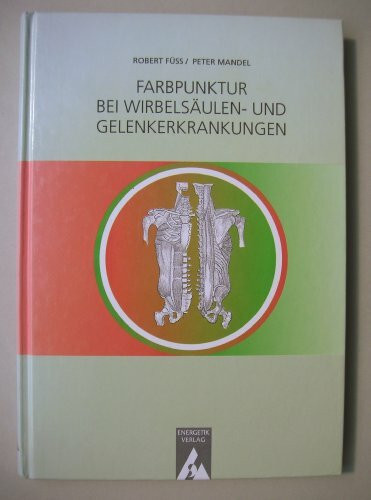 ROBERT FÜSS / PETER MANDEL
FARBPUNKTUR
BEI WIRBELSÄULEN- UND
GELENKERKRANKUNGEN
ENERGETIK
VERLAG